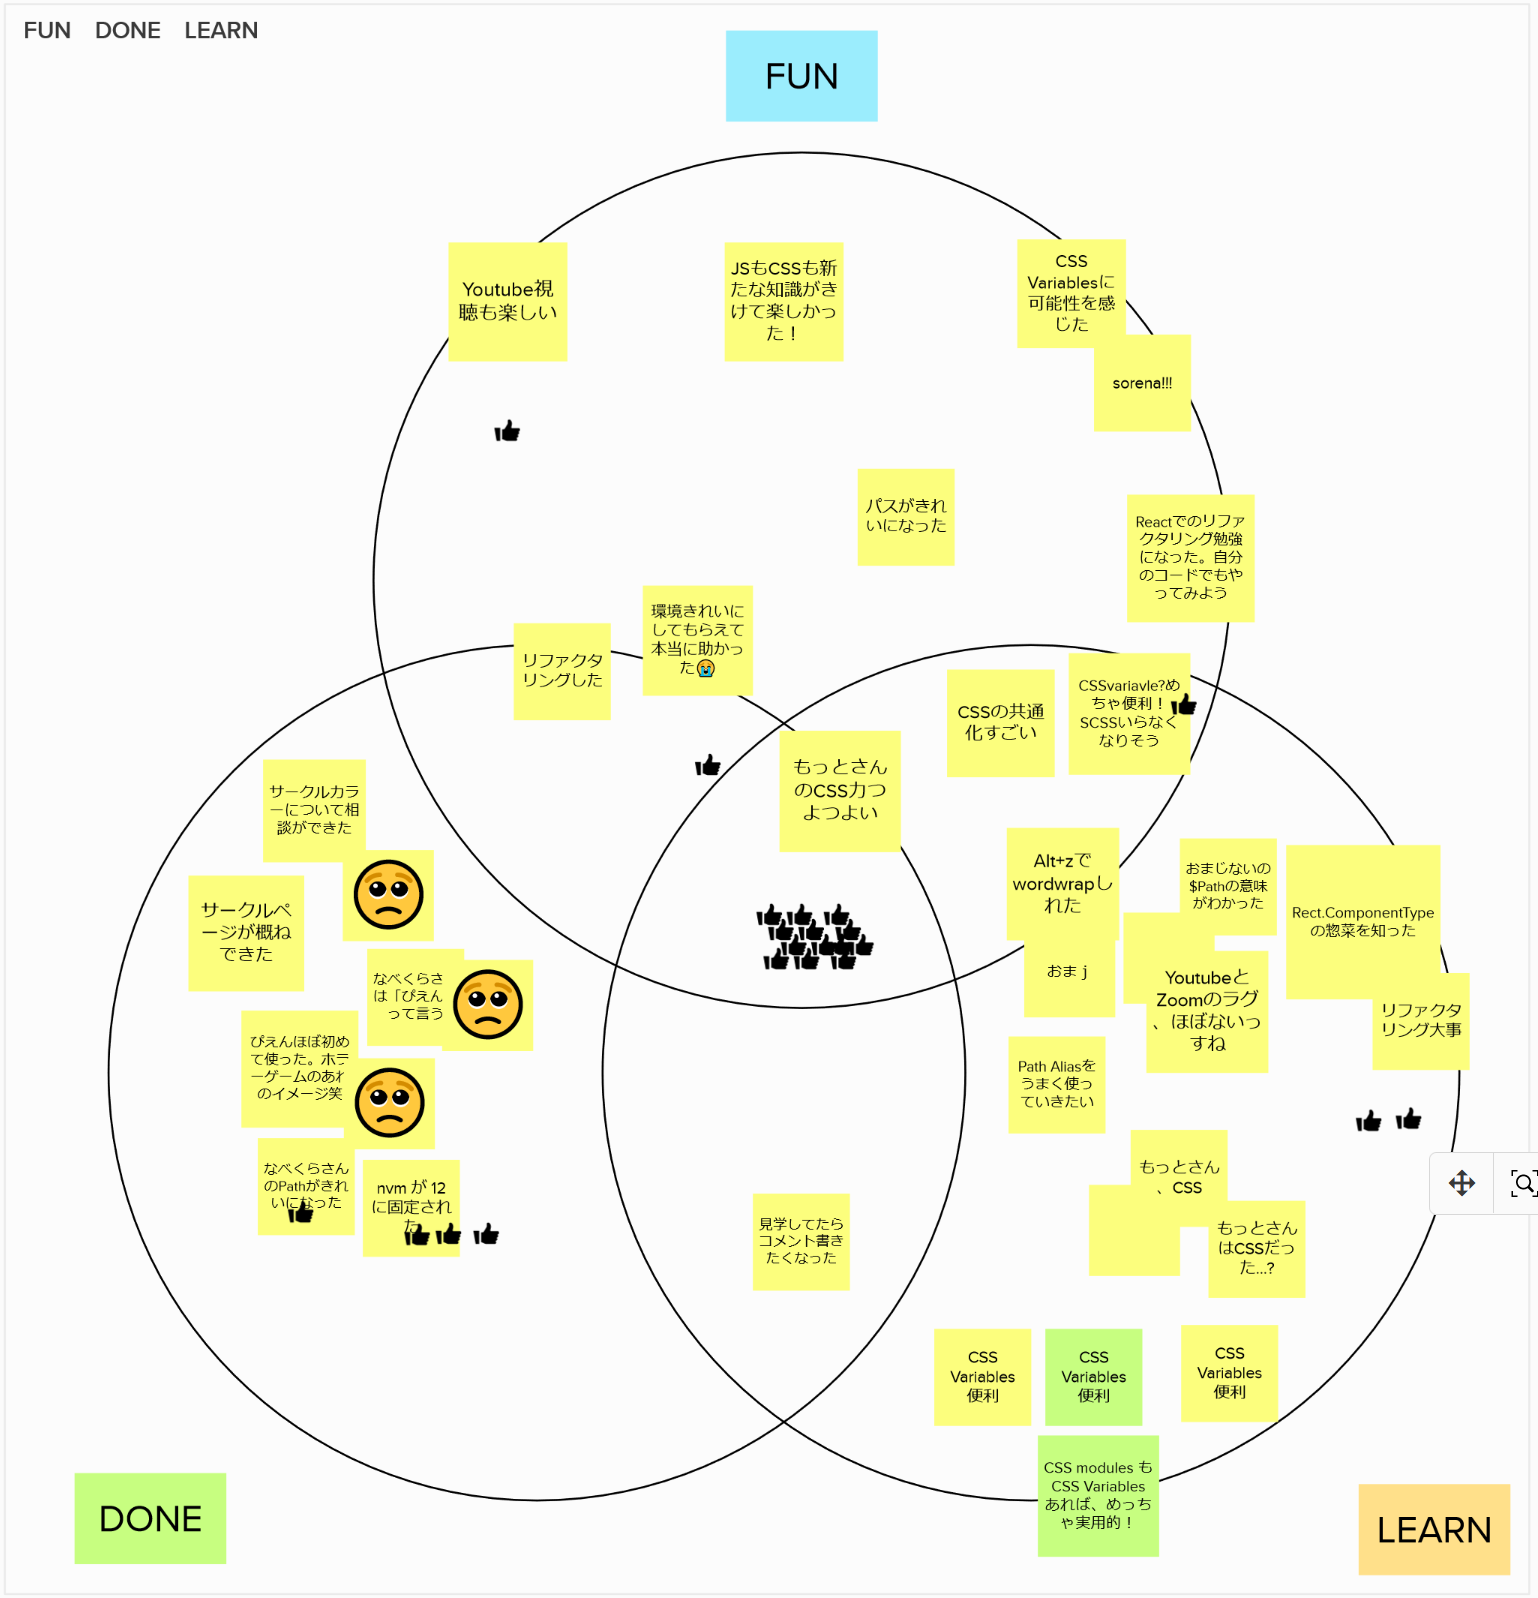 FUN DONE LEARN
FUN
Youtube視
聴も楽しい
JSもCSSも新
たな知識がき
けて楽しかっ
た！
CSS
Variablesに
可能性を感
じた
sorena!!!
パスがきれ
いになった
Reactでのリファ
クタリング勉強
になった。自分
のコードでもや
ってみよう
リファクタ
リングした
環境きれいに
してもらえて
本当に助かっ
た😭
CSSの共通
化すごい
CSSvariavle?め
ちゃ便利！
SCSSいらなく
なりそう
もっとさん
のCSS力つ
よつよい
サークルカラ
ーについて相
談ができた
サークルペ
ージが概ね
できた
なべくらさ
は「ぴえん
って言う
ぴえんほぼ初め
て使った。ホラ
ーゲームのあれ
のイメージ笑
なべくらさん
のPathがきれ
いになった
nvm が 12
に固定され
た
Alt+zで
wordwrapし
れた
おまｊ
おまじないの
$Pathの意味
がわかった
Rect.ComponentType
の惣菜を知った
Youtubeと
Zoomのラグ
、ほぼないっ
すね
リファクタ
リング大事
Path Aliasを
うまく使っ
ていきたい
もっとさん
、CSS
もっとさん
はCSSだっ
た...?
見学してたら
コメント書き
たくなった
CSS
Variables
便利
CSS
Variables
便利
CSS
Variables
便利
CSS modules も
CSS Variables
あれば、めっち
ゃ実用的！
DONE
LEARN